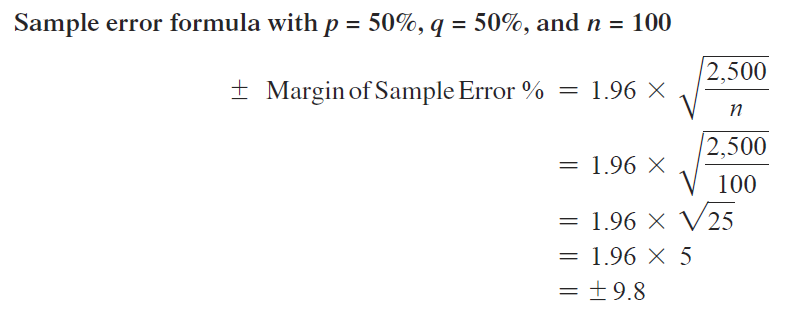 Sample error formula with p = 50%, q = 50%, and n = 100
± Margin of Sample Error % = 1.96 × √(2,500/n)
= 1.96 × √(2,500/100)
= 1.96 × √25
= 1.96 × 5
= ±9.8